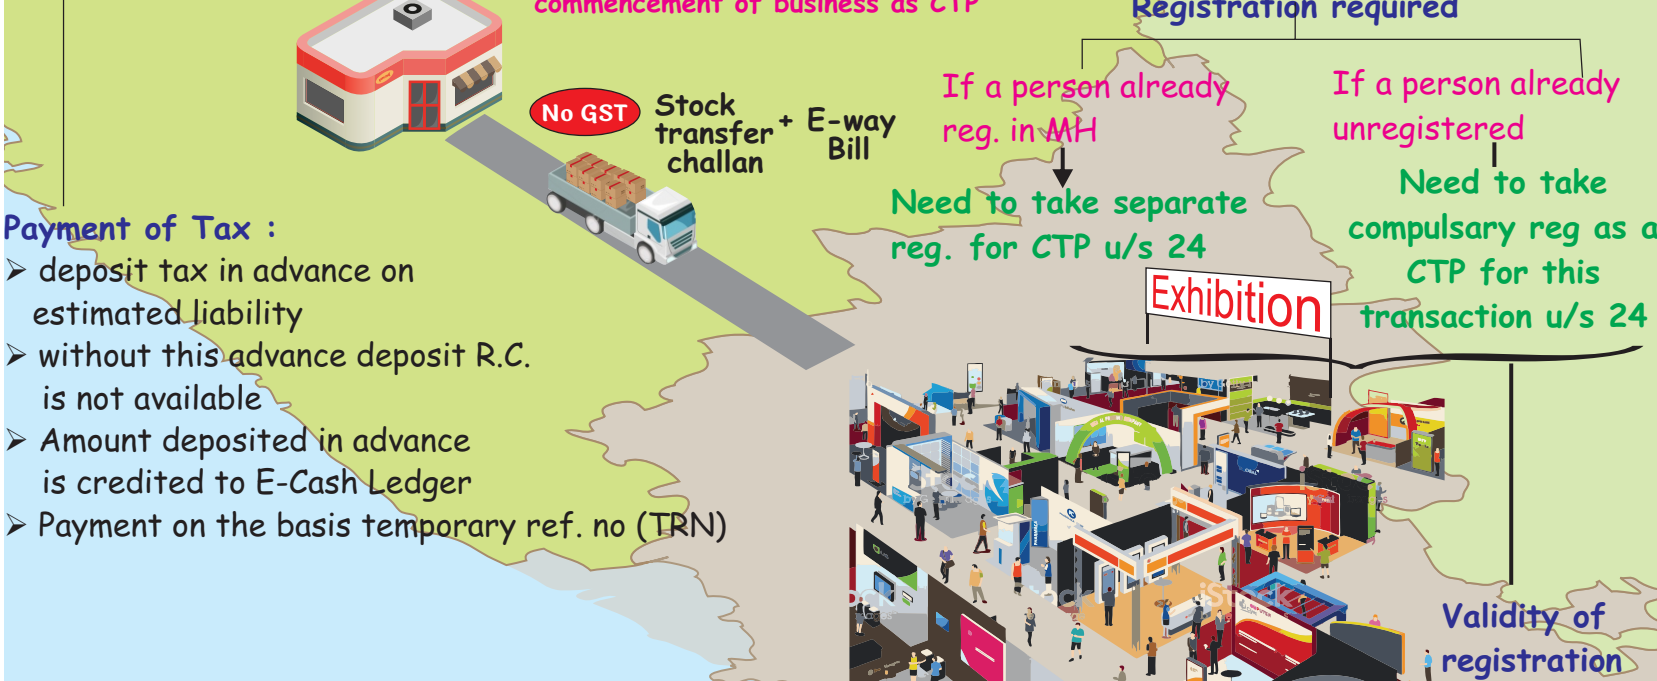 commencement of business as CTP
Registration required
No GST
Stock
transfer
challan
+ E-way
Bill
If a person already
reg. in MH
Need to take separate
reg. for CTP u/s 24
If a person already
unregistered
Need to take
compulsary reg as a
CTP for this
transaction u/s 24
Payment of Tax :
➢ deposit tax in advance on
estimated liability
➢ without this advance deposit R.C.
is not available
➢ Amount deposited in advance
is credited to E-Cash Ledger
➢ Payment on the basis temporary ref. no (TRN)
Exhibition
iStock
Validity of
registration